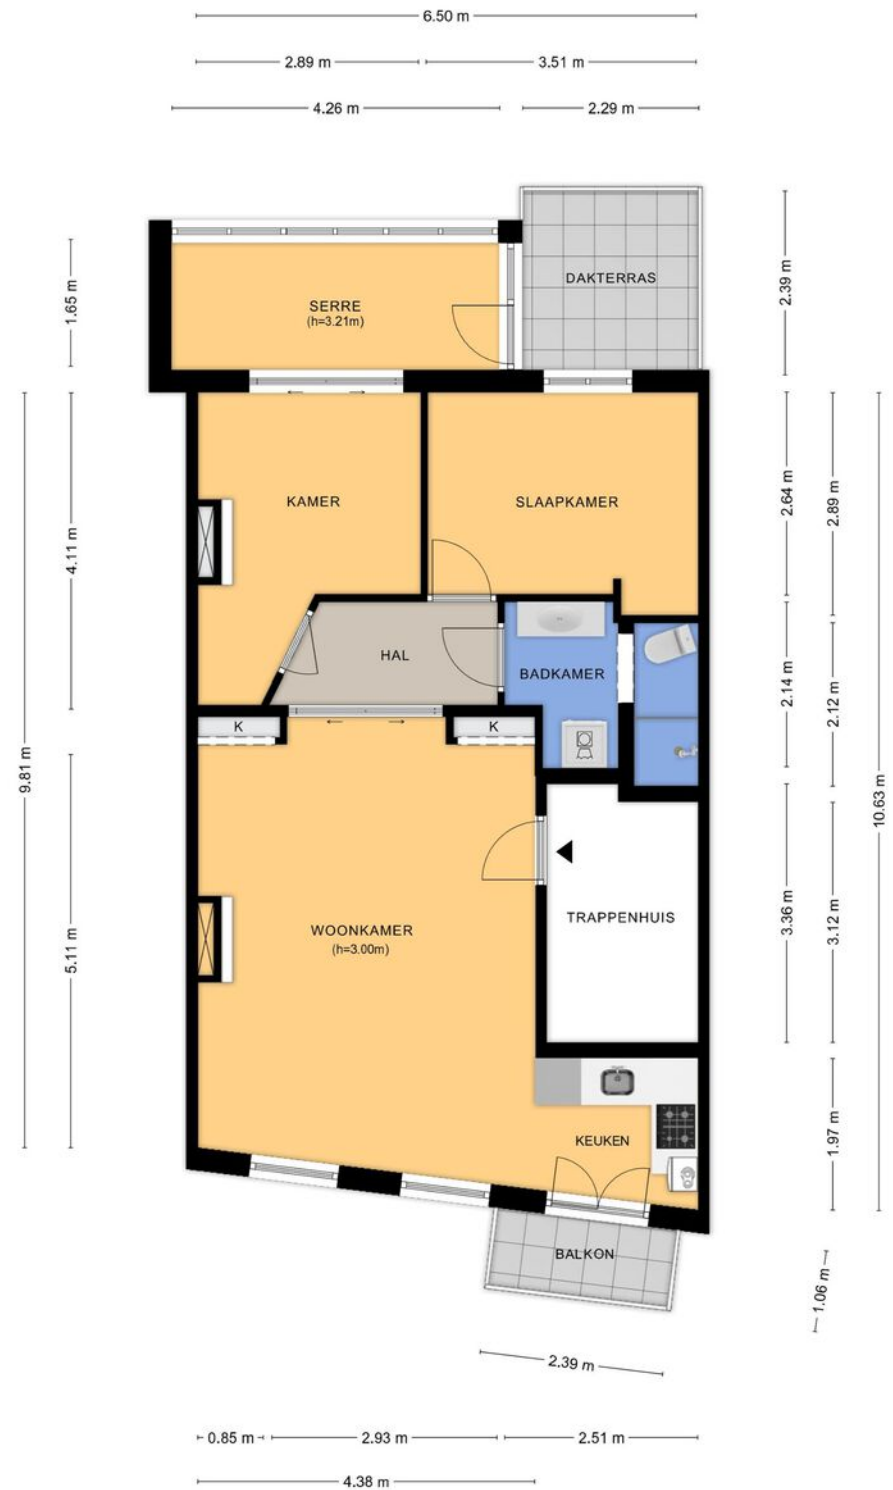 6.50 m
2.89 m
3.51 m
4.26 m
2.29 m
DAKTERRAS
2.39 m
1.65 m
SERRE
(h=3.21m)
KAMER
SLAAPKAMER
2.64 m
2.89 m
4.11 m
HAL
BADKAMER
2.14 m
2.12 m
K
K
9.81 m
10.63 m
WOONKAMER
(h=3.00m)
TRAPPENHUIS
3.36 m
3.12 m
5.11 m
KEUKEN
1.97 m
BALKON
1.06 m
2.39 m
0.85 m
2.93 m
2.51 m
4.38 m